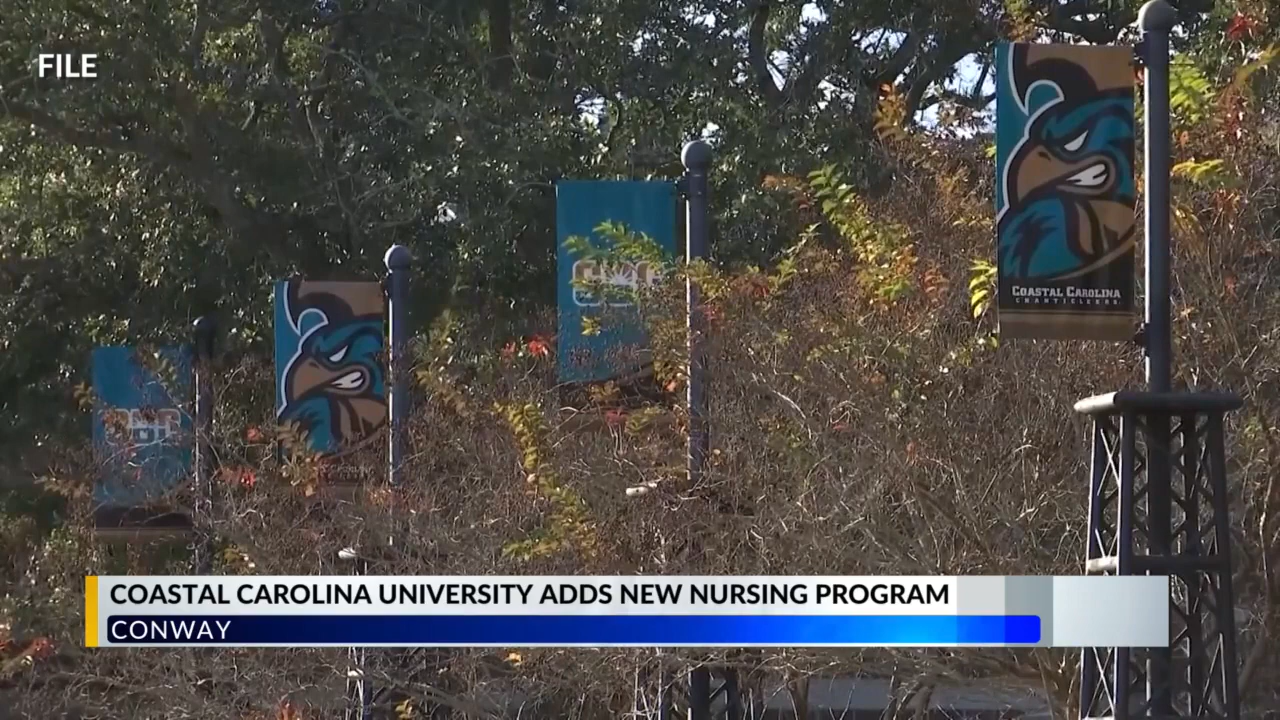 FILE
COASTAL CAROLINA
CHANTICLEERS
COASTAL CAROLINA UNIVERSITY ADDS NEW NURSING PROGRAM
CONWAY